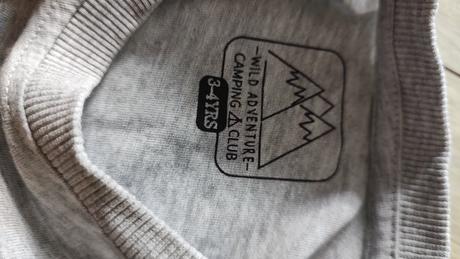 -WILD ADVENTURE-
CAMPING CLUB
3-4YRS